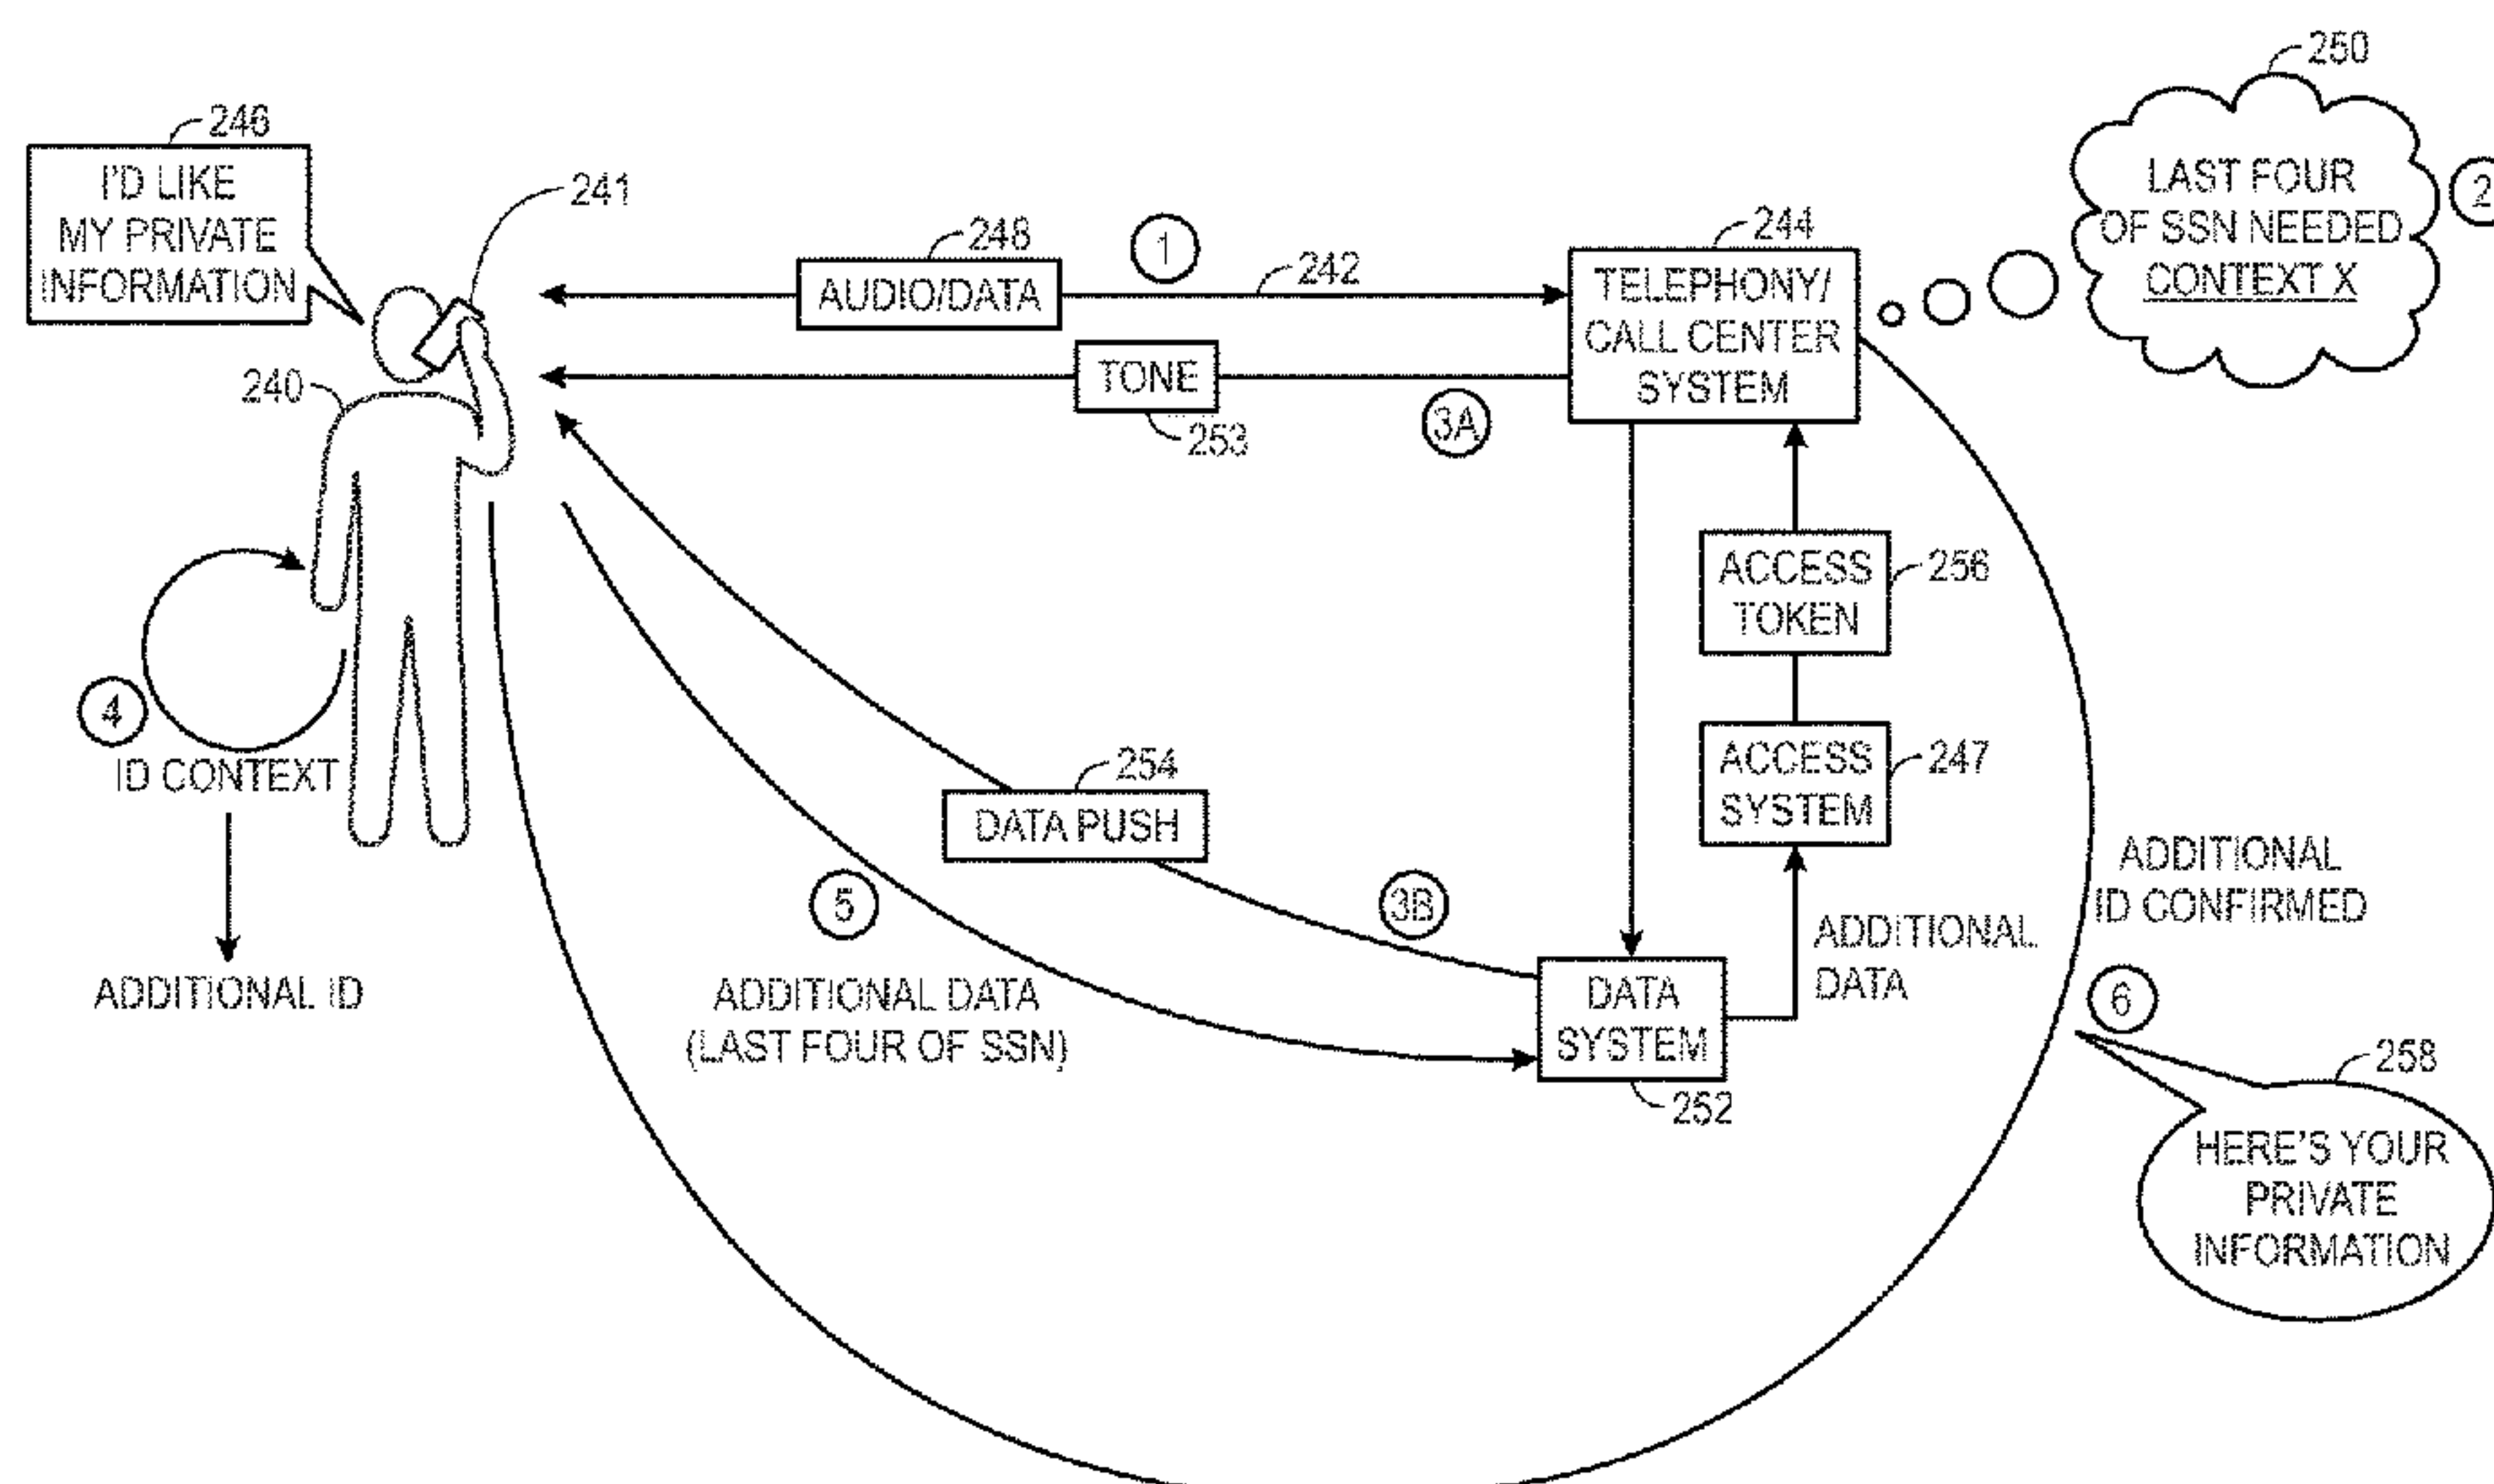 250
246
I'D LIKE
MY PRIVATE
INFORMATION
241
248
AUDIO/DATA
1
242
244
TELEPHONY/
CALL CENTER
SYSTEM
LAST FOUR
OF SSN NEEDED
CONTEXT X
2
240
TONE
253
3A
ACCESS
TOKEN
256
ACCESS
SYSTEM
247
4
ID CONTEXT
ADDITIONAL ID
254
DATA PUSH
5
3B
ADDITIONAL DATA
(LAST FOUR OF SSN)
DATA
SYSTEM
252
ADDITIONAL
DATA
ADDITIONAL
ID CONFIRMED
6
258
HERE'S YOUR
PRIVATE
INFORMATION